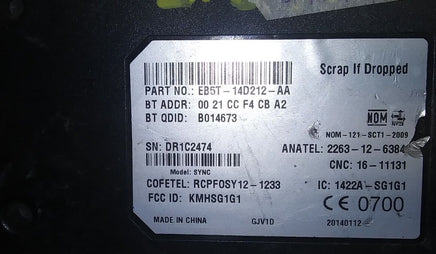 Scrap If Dropped
PART NO.: EB5T-14D212-AA
BT ADDR: 00 21 CC F4 CB A2
BT QDID: B014673
NOM
NOM-121-SCT1-2009
SN: DR1C2474
ANATEL: 2263-12-6384
Model: SYNC
CNC: 16-11131
COFETEL: RCPFOSY12-1233
IC: 1422A-SG1G1
FCC ID: KMHSG1G1
CE 0700
MADE IN CHINA
GJV1D
20140112